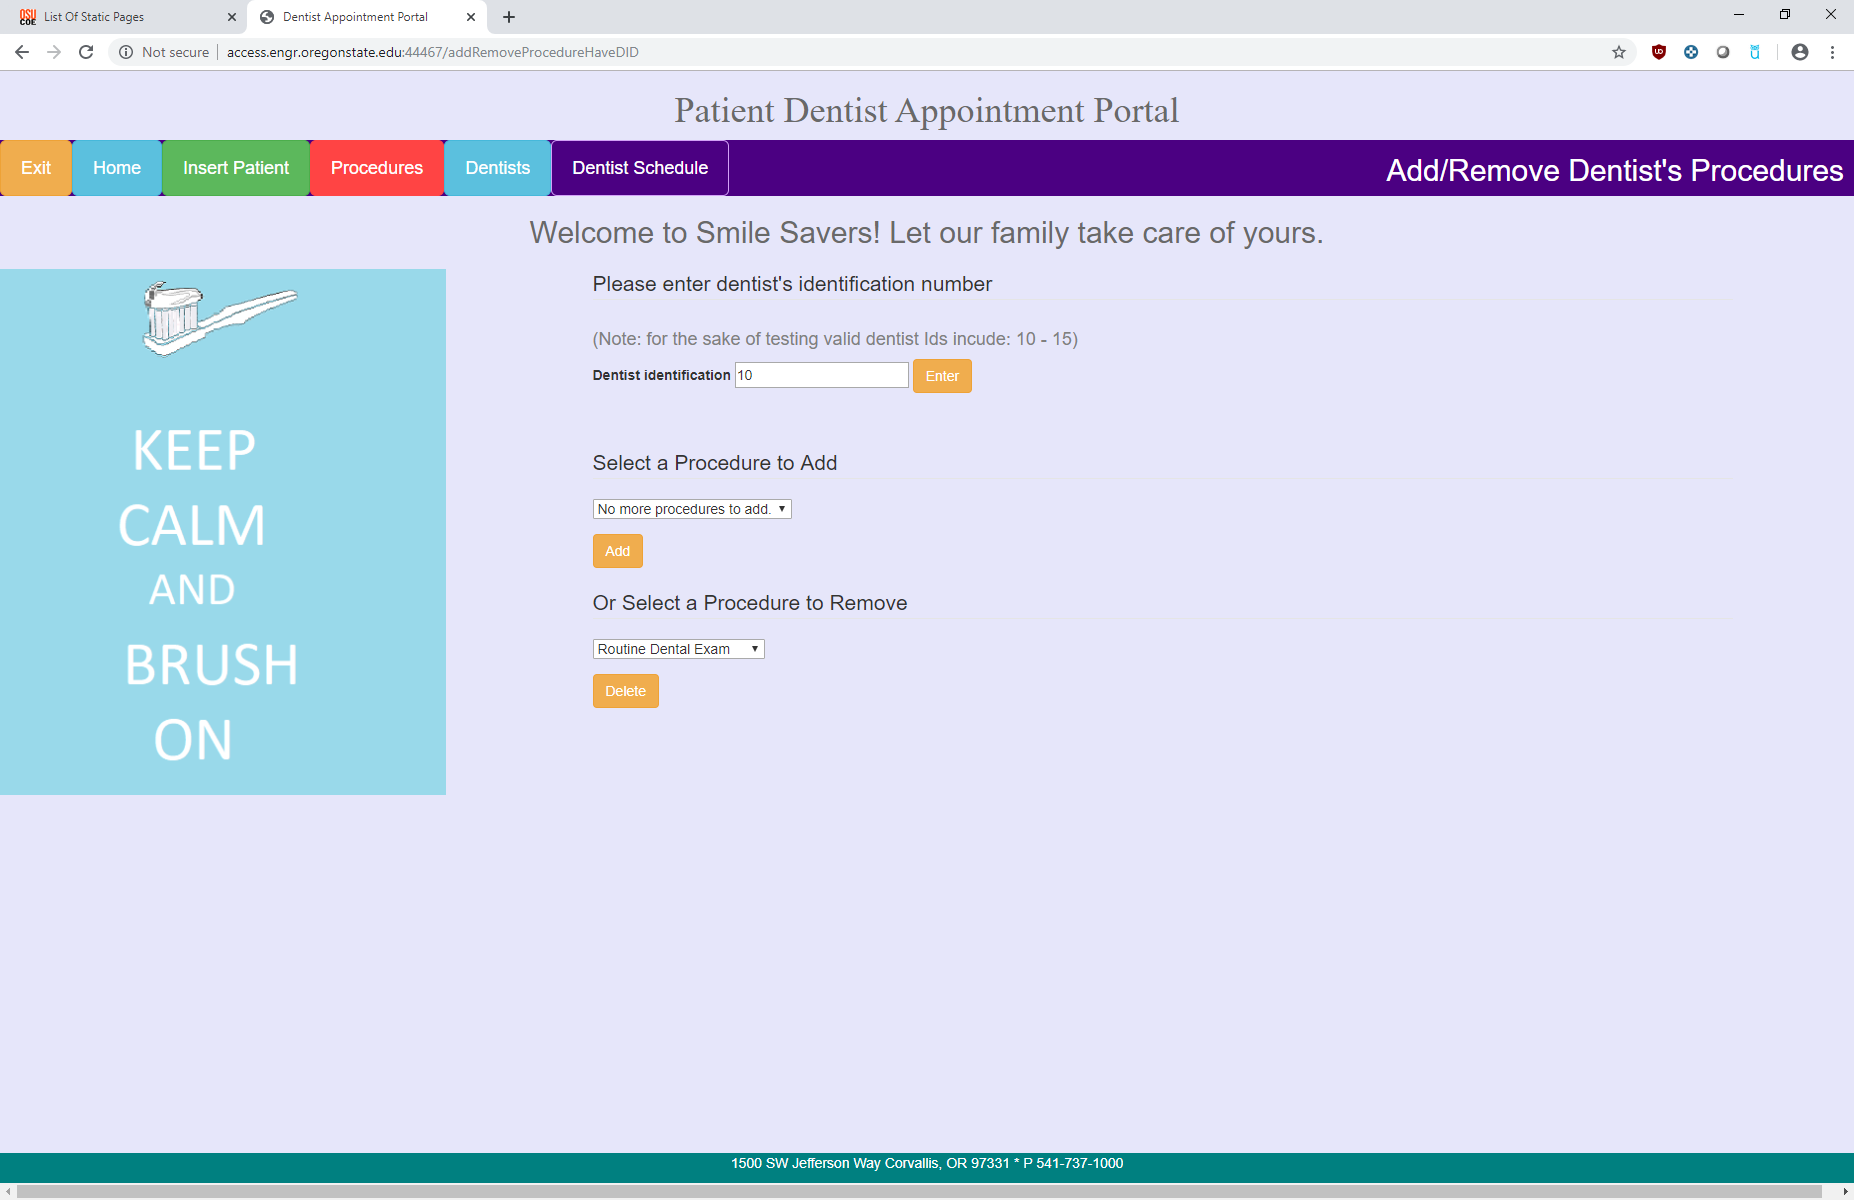 OSU COE List Of Static Pages
Dentist Appointment Portal
Not secure access.engr.oregonstate.edu:44467/addRemoveProcedureHaveDID
Patient Dentist Appointment Portal
Exit Home Insert Patient Procedures Dentists Dentist Schedule Add/Remove Dentist's Procedures
Welcome to Smile Savers! Let our family take care of yours.
KEEP
CALM
AND
BRUSH
ON
Please enter dentist's identification number
(Note: for the sake of testing valid dentist Ids incude: 10 - 15)
Dentist identification 10 Enter
Select a Procedure to Add
No more procedures to add.
Add
Or Select a Procedure to Remove
Routine Dental Exam
Delete
1500 SW Jefferson Way Corvallis, OR 97331 * P 541-737-1000